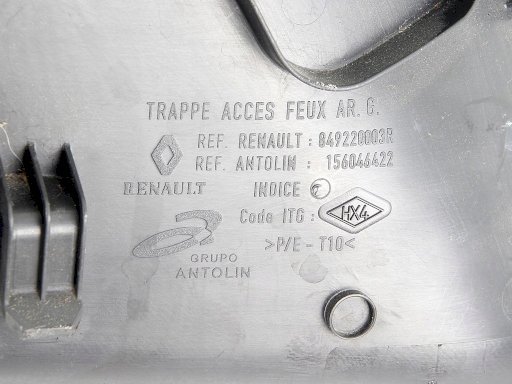 TRAPPE ACCES FEUX AR. G.
REF. RENAULT : 849220003R
REF. ANTOLIN : 156046422
RENAULT INDICE
Code ITG : HX4
>P/E - T10<
GRUPO
ANTOLIN